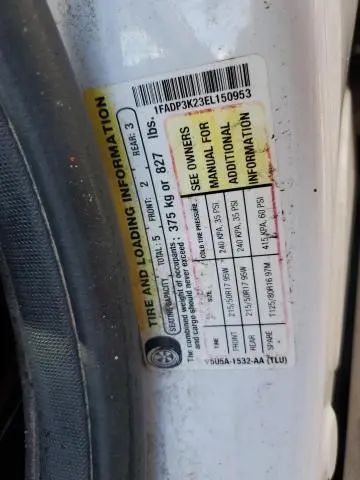 1FADP3K23EL150953
TIRE AND LOADING INFORMATION
SEATING CAPACITY TOTAL: 5 FRONT: 2 REAR: 3
The combined weight of occupants and cargo should never exceed: 375 kg or 827 lbs.
TIRE SIZE COLD TIRE PRESSURE
FRONT 215/50R17 95W 240 KPA, 35 PSI
REAR 215/50R17 95W 240 KPA, 35 PSI
SPARE T125/80R16 97M 415 KPA, 60 PSI
SEE OWNERS
MANUAL FOR
ADDITIONAL
INFORMATION
5U5A-1532-AA (TLU)